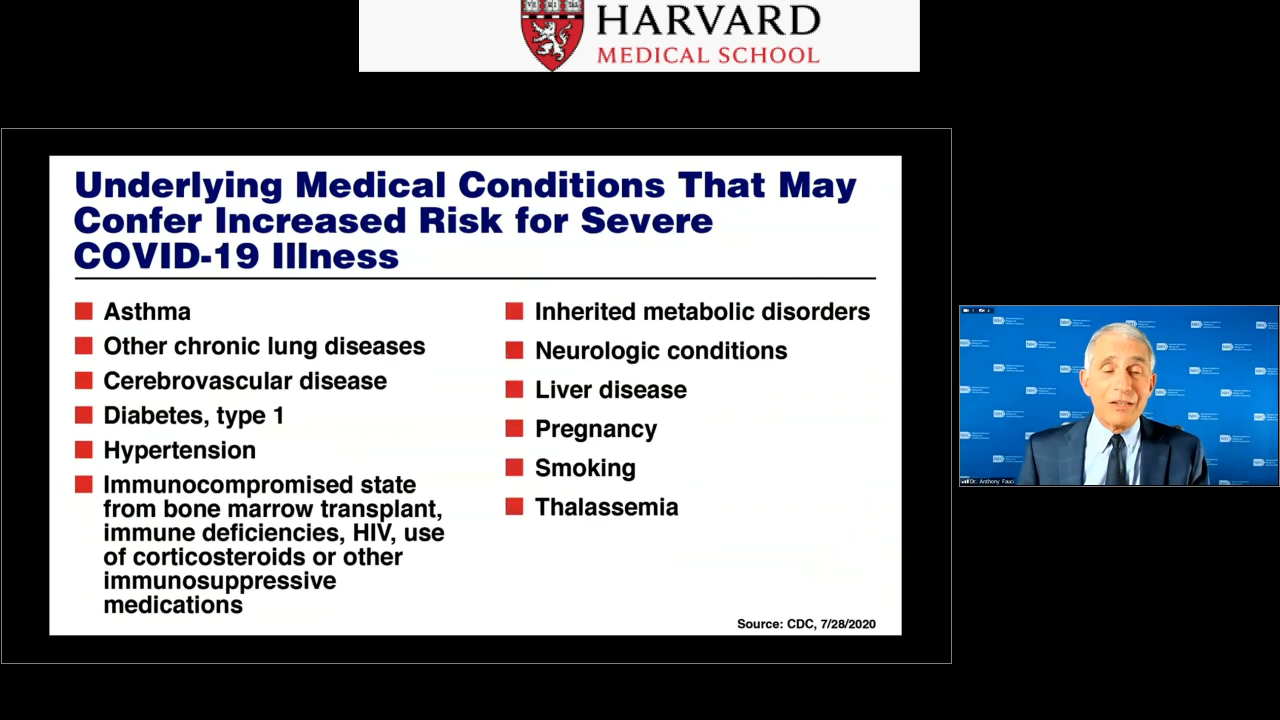 HARVARD
MEDICAL SCHOOL
Underlying Medical Conditions That May
Confer Increased Risk for Severe
COVID-19 Illness
Asthma
Other chronic lung diseases
Cerebrovascular disease
Diabetes, type 1
Hypertension
Immunocompromised state
from bone marrow transplant,
immune deficiencies, HIV, use
of corticosteroids or other
immunosuppressive
medications
Inherited metabolic disorders
Neurologic conditions
Liver disease
Pregnancy
Smoking
Thalassemia
Source: CDC, 7/28/2020
Dr. Anthony Fauci